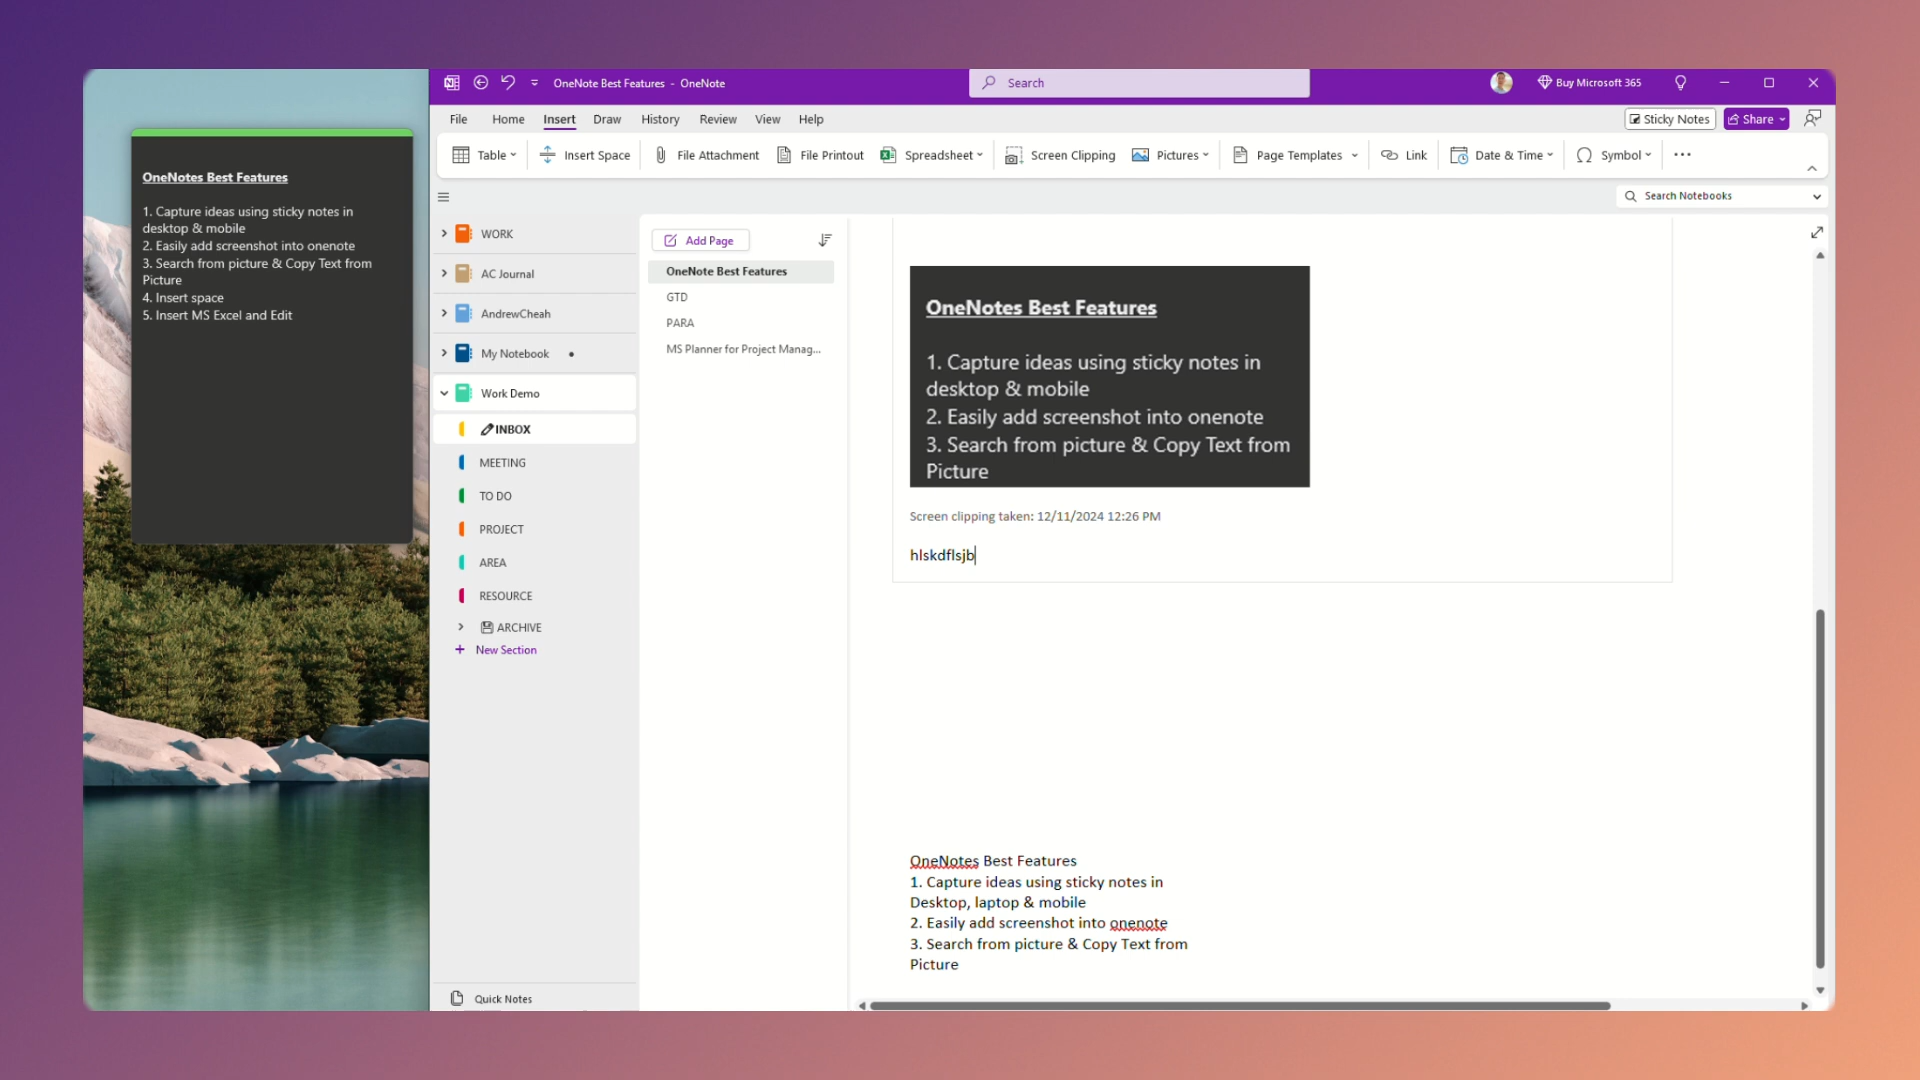 OneNote Best Features - OneNote
Search
Buy Microsoft 365
File Home Insert Draw History Review View Help
Sticky Notes
Share
Table Insert Space File Attachment File Printout Spreadsheet Screen Clipping Pictures Page Templates Link Date & Time Symbol ...
Search Notebooks
OneNotes Best Features
1. Capture ideas using sticky notes in
desktop & mobile
2. Easily add screenshot into onenote
3. Search from picture & Copy Text from
Picture
4. Insert space
5. Insert MS Excel and Edit
WORK
AC Journal
AndrewCheah
My Notebook
Work Demo
INBOX
MEETING
TO DO
PROJECT
AREA
RESOURCE
ARCHIVE
+ New Section
Quick Notes
Add Page
OneNote Best Features
GTD
PARA
MS Planner for Project Manag...
OneNotes Best Features
1. Capture ideas using sticky notes in
desktop & mobile
2. Easily add screenshot into onenote
3. Search from picture & Copy Text from
Picture
Screen clipping taken: 12/11/2024 12:26 PM
hlskdflsjb
OneNotes Best Features
1. Capture ideas using sticky notes in
Desktop, laptop & mobile
2. Easily add screenshot into onenote
3. Search from picture & Copy Text from
Picture